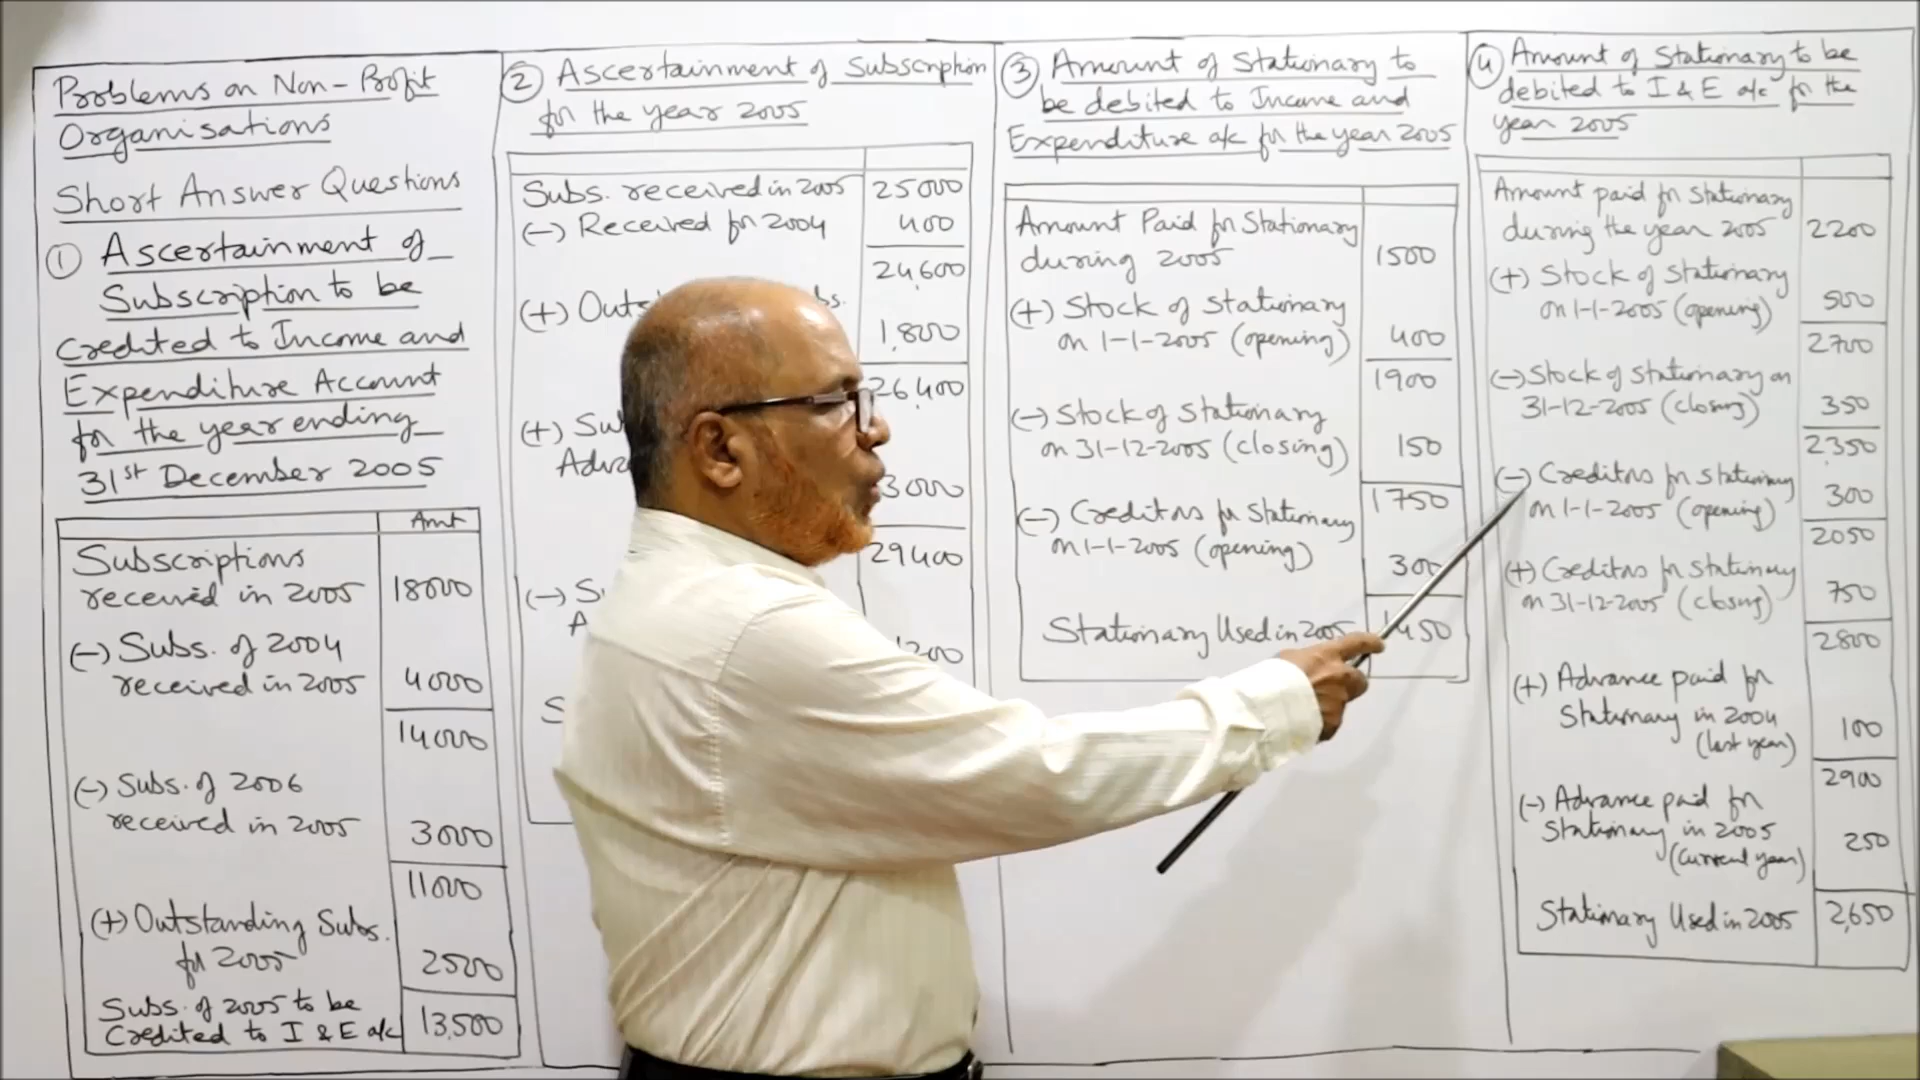 Problems on Non-Profit
Organisations
Short Answer Questions
① Ascertainment of
Subscription to be
Credited to Income and
Expenditure Account
for the year ending
31st December 2005
Amt
Subscriptions
received in 2005 18000
(-) Subs. of 2004
received in 2005 4000
14000
(-) Subs. of 2006
received in 2005 3000
11000
(+) Outstanding Subs.
for 2005 2500
Subs. of 2005 to be
Credited to I & E a/c 13,500
② Ascertainment of Subscription
for the year 2005
Subs. received in 2005 25000
(-) Received for 2004 400
24,600
(+) bs.
1,800
26,400
(+)
3000
29400
(-)
③ Amount of Stationary to
be debited to Income and
Expenditure a/c for the year 2005
Amount Paid for Stationary
during 2005 1500
(+) Stock of Stationary
on 1-1-2005 (opening) 400
1900
(-) Stock of Stationary
on 31-12-2005 (closing) 150
1750
(-) Creditors for Stationary
on 1-1-2005 (opening) 300
Stationary Used in 2005 1450
④ Amount of Stationary to be
debited to I & E a/c for the
year 2005
Amount paid for Stationary
during the year 2005 2200
(+) Stock of Stationary
on 1-1-2005 (opening) 500
2700
(-) Stock of Stationary on
31-12-2005 (closing) 350
2,350
(-) Creditors for Stationary
on 1-1-2005 (opening) 300
2050
(+) Creditors for Stationary
on 31-12-2005 (closing) 750
2800
(+) Advance paid for
Stationary in 2004
(last year) 100
2900
(-) Advance paid for
Stationary in 2005
(Current year) 250
Stationary Used in 2005 2,650